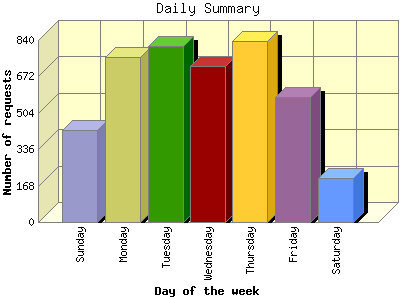 Daily Summary
Number of requests
840
672
504
336
168
0
Sunday
Monday
Tuesday
Wednesday
Thursday
Friday
Saturday
Day of the week